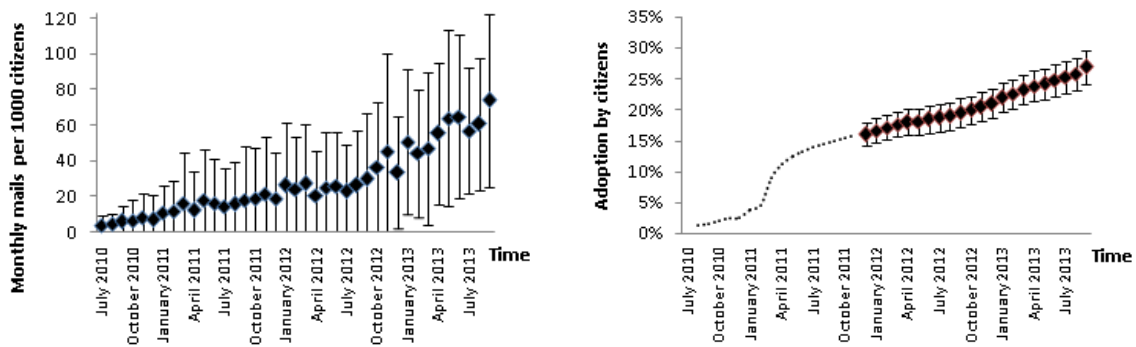 Monthly mails per 1000 citizens
120
100
80
60
40
20
0
July 2010
October 2010
January 2011
April 2011
July 2011
October 2011
January 2012
April 2012
July 2012
October 2012
January 2013
April 2013
July 2013
Time
Adoption by citizens
35%
30%
25%
20%
15%
10%
5%
0%
July 2010
October 2010
January 2011
April 2011
July 2011
October 2011
January 2012
April 2012
July 2012
October 2012
January 2013
April 2013
July 2013
Time